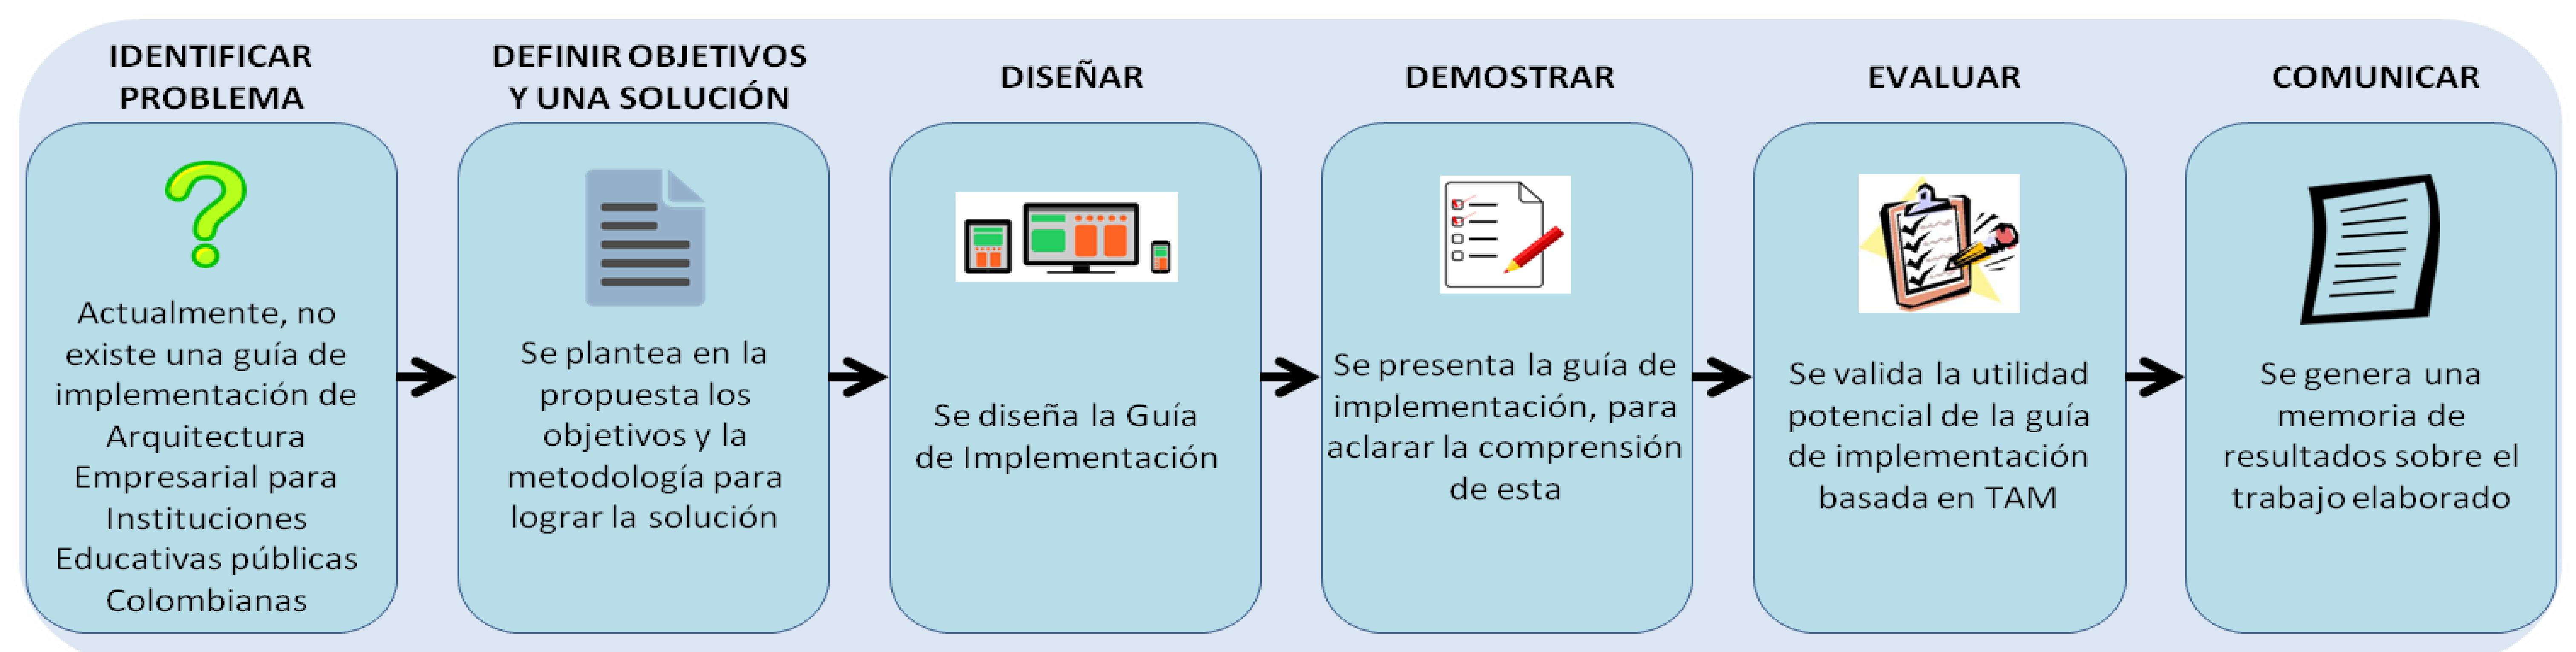 IDENTIFICAR
PROBLEMA
Actualmente, no
existe una guía de
implementación de
Arquitectura
Empresarial para
Instituciones
Educativas públicas
Colombianas
DEFINIR OBJETIVOS
Y UNA SOLUCIÓN
Se plantea en la
propuesta los
objetivos y la
metodología para
lograr la solución
DISEÑAR
Se diseña la Guía
de Implementación
DEMOSTRAR
Se presenta la guía de
implementación, para
aclarar la comprensión
de esta
EVALUAR
Se valida la utilidad
potencial de la guía
de implementación
basada en TAM
COMUNICAR
Se genera una
memoria de
resultados sobre el
trabajo elaborado